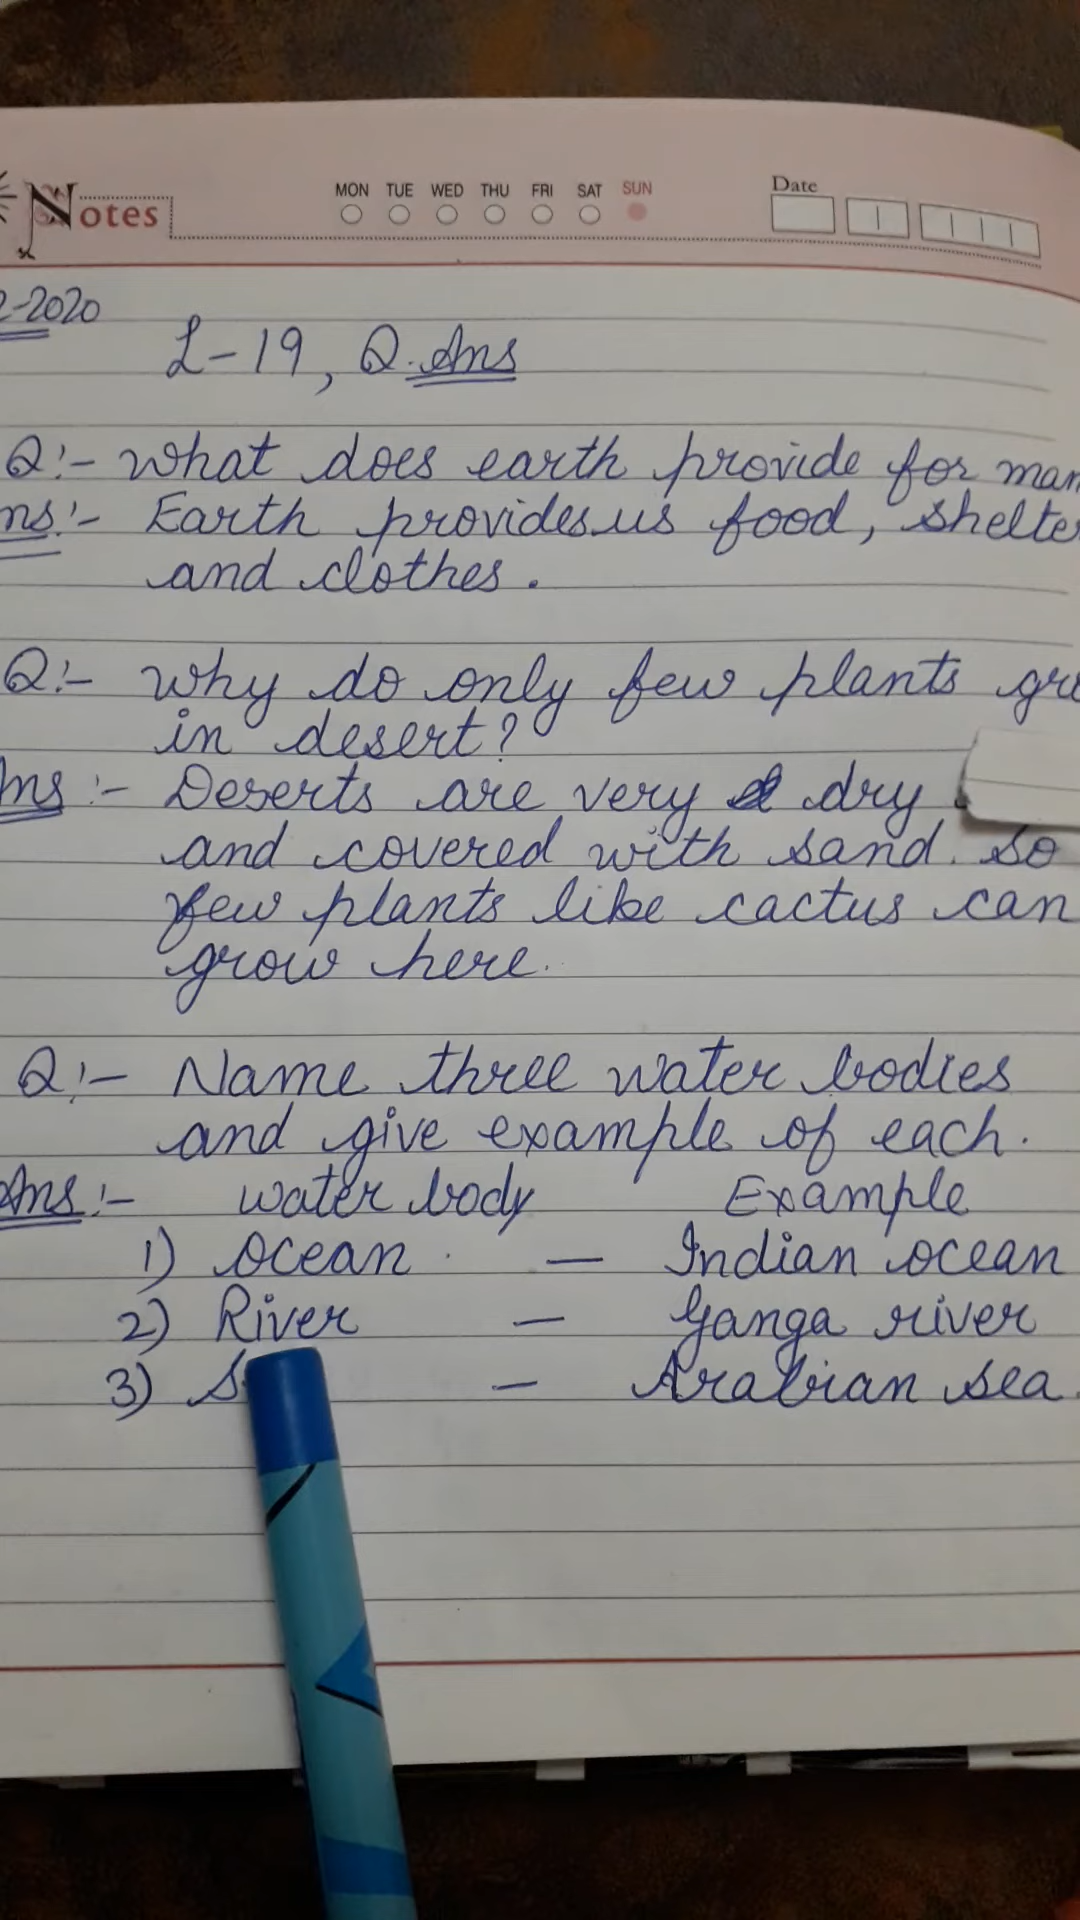 Notes
MON TUE WED THU FRI SAT SUN
Date
2-2020
L-19, Q.Ans
Q:- what does earth provide for man
ns:- Earth provides us food, shelte
and clothes.
Q:- why do only few plants gr
in desert?
Ans:- Deserts are very dry
and covered with sand. so
few plants like cactus can
grow here.
Q:- Name three water bodies
and give example of each.
Ans:- water body Example
1) ocean - Indian ocean
2) River - Ganga river
3) S - Arabian sea.